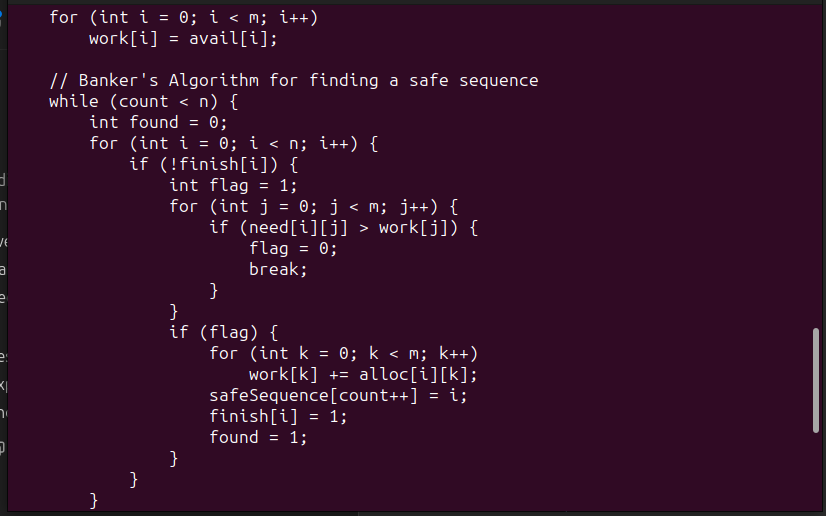 for (int i = 0; i < m; i++)
        work[i] = avail[i];

    // Banker's Algorithm for finding a safe sequence
    while (count < n) {
        int found = 0;
        for (int i = 0; i < n; i++) {
            if (!finish[i]) {
                int flag = 1;
                for (int j = 0; j < m; j++) {
                    if (need[i][j] > work[j]) {
                        flag = 0;
                        break;
                    }
                }
                if (flag) {
                    for (int k = 0; k < m; k++)
                        work[k] += alloc[i][k];
                    safeSequence[count++] = i;
                    finish[i] = 1;
                    found = 1;
                }
            }
        }